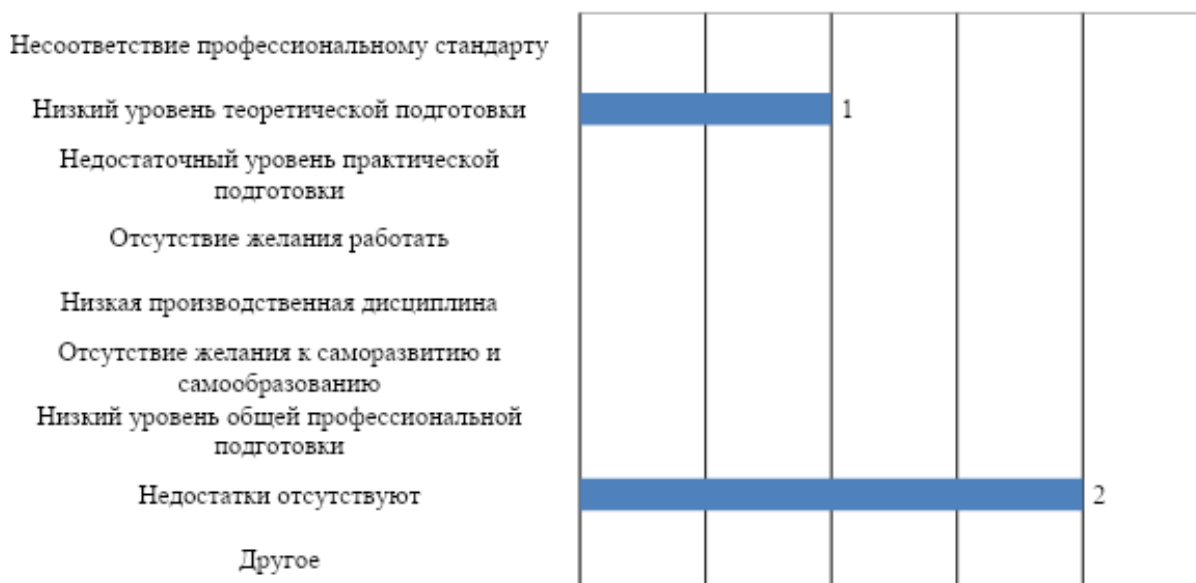 Несоответствие профессиональному стандарту
Низкий уровень теоретической подготовки
1
Недостаточный уровень практической
подготовки
Отсутствие желания работать
Низкая производственная дисциплина
Отсутствие желания к саморазвитию и
самообразованию
Низкий уровень общей профессиональной
подготовки
Недостатки отсутствуют
2
Другое